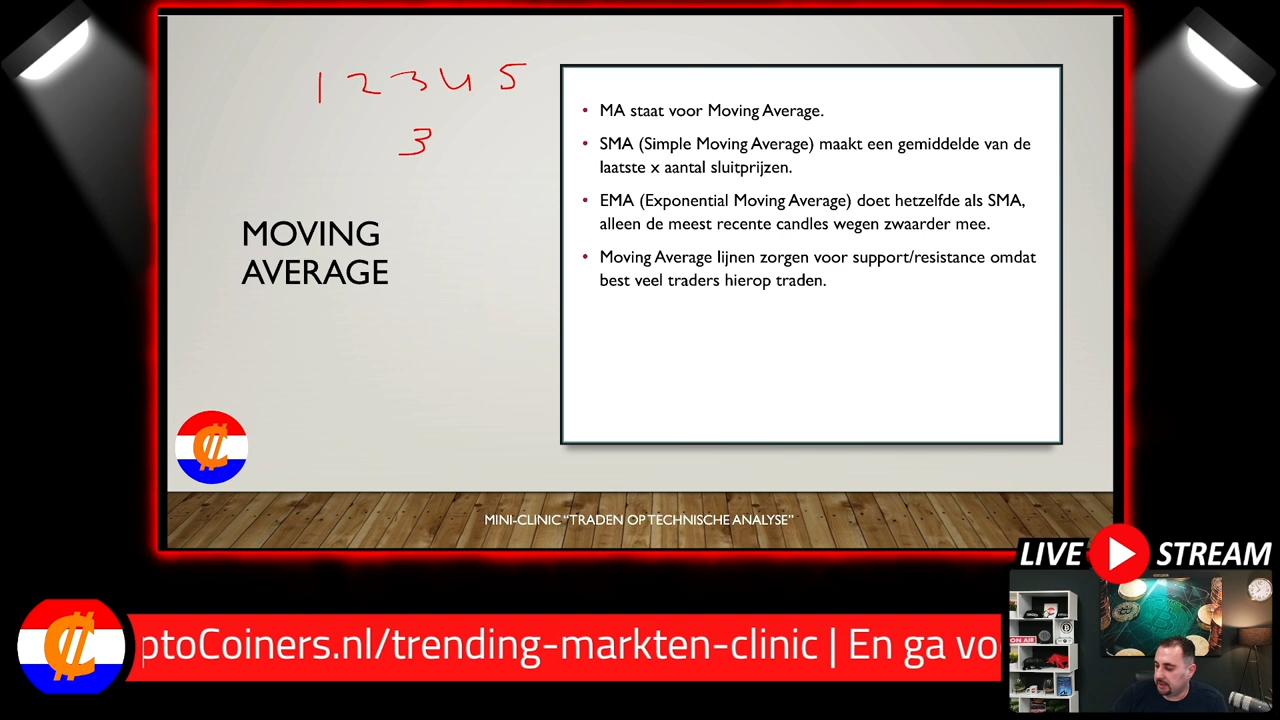 1 2 3 4 5
3
MOVING
AVERAGE
• MA staat voor Moving Average.
• SMA (Simple Moving Average) maakt een gemiddelde van de
laatste x aantal sluitprijzen.
• EMA (Exponential Moving Average) doet hetzelfde als SMA,
alleen de meest recente candles wegen zwaarder mee.
• Moving Average lijnen zorgen voor support/resistance omdat
best veel traders hierop traden.
MINI-CLINIC “TRADEN OP TECHNISCHE ANALYSE”
LIVE STREAM
ON AIR
ptoCoiners.nl/trending-markten-clinic | En ga vo